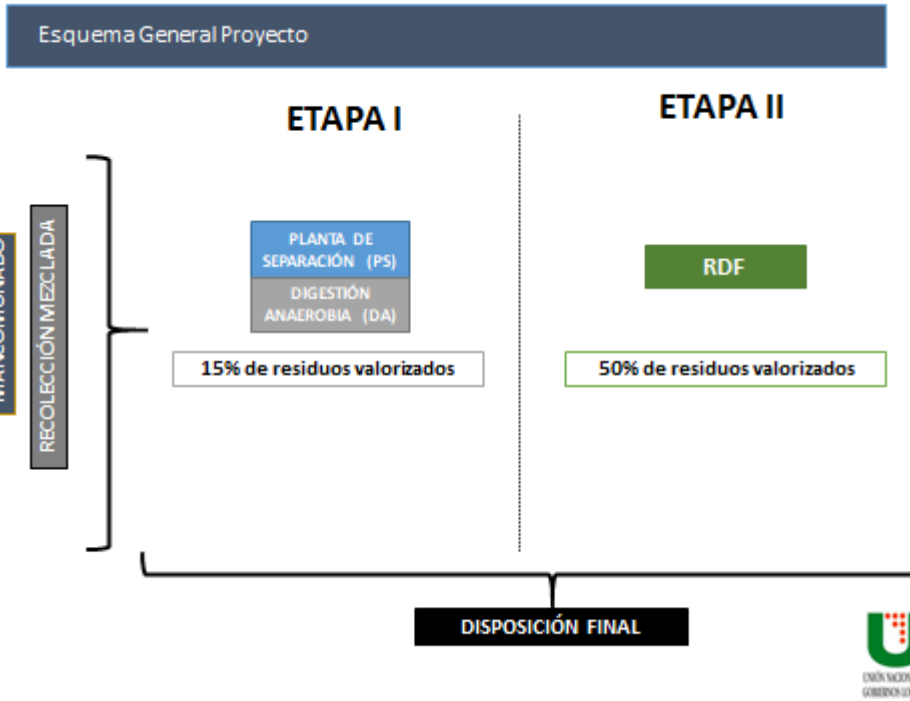 Esquema General Proyecto
ETAPA I
ETAPA II
RECOLECCIÓN MEZCLADA
PLANTA DE
SEPARACIÓN (PS)
DIGESTIÓN
ANAEROBIA (DA)
RDF
15% de residuos valorizados
50% de residuos valorizados
DISPOSICIÓN FINAL